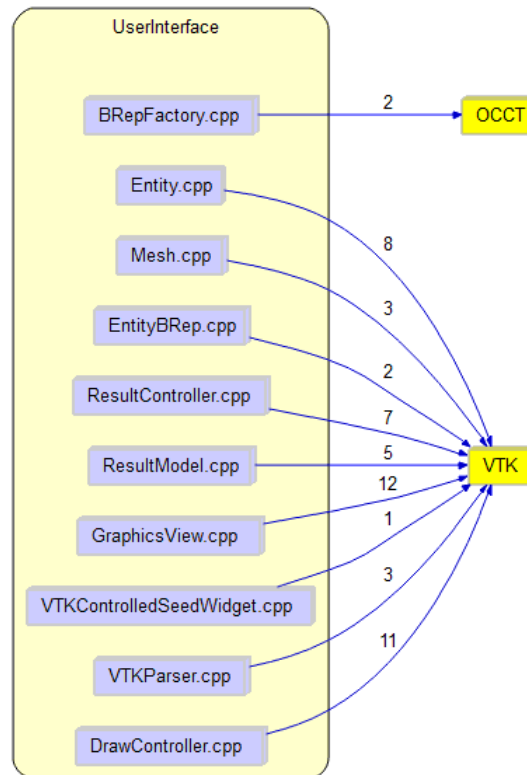 UserInterface
BRepFactory.cpp
2
OCCT
Entity.cpp
8
Mesh.cpp
3
EntityBRep.cpp
2
ResultController.cpp
7
ResultModel.cpp
5
VTK
GraphicsView.cpp
12
VTKControlledSeedWidget.cpp
1
VTKParser.cpp
3
DrawController.cpp
11